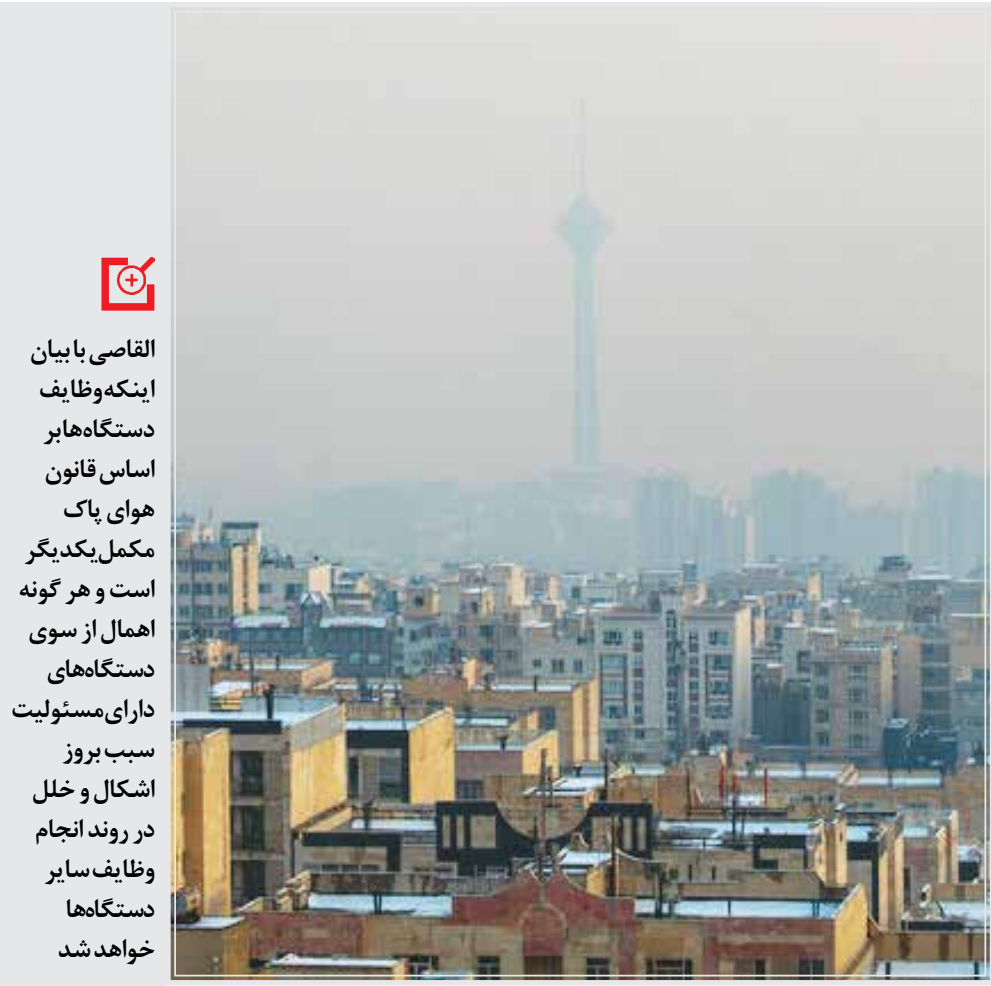 القاصی با بیان
اینکه وظایف
دستگاه‌ها بر
اساس قانون
هوای پاک
مکمل یکدیگر
است و هر گونه
اهمال از سوی
دستگاه‌های
دارای مسئولیت
سبب بروز
اشکال و خلل
در روند انجام
وظایف سایر
دستگاه‌ها
خواهد شد